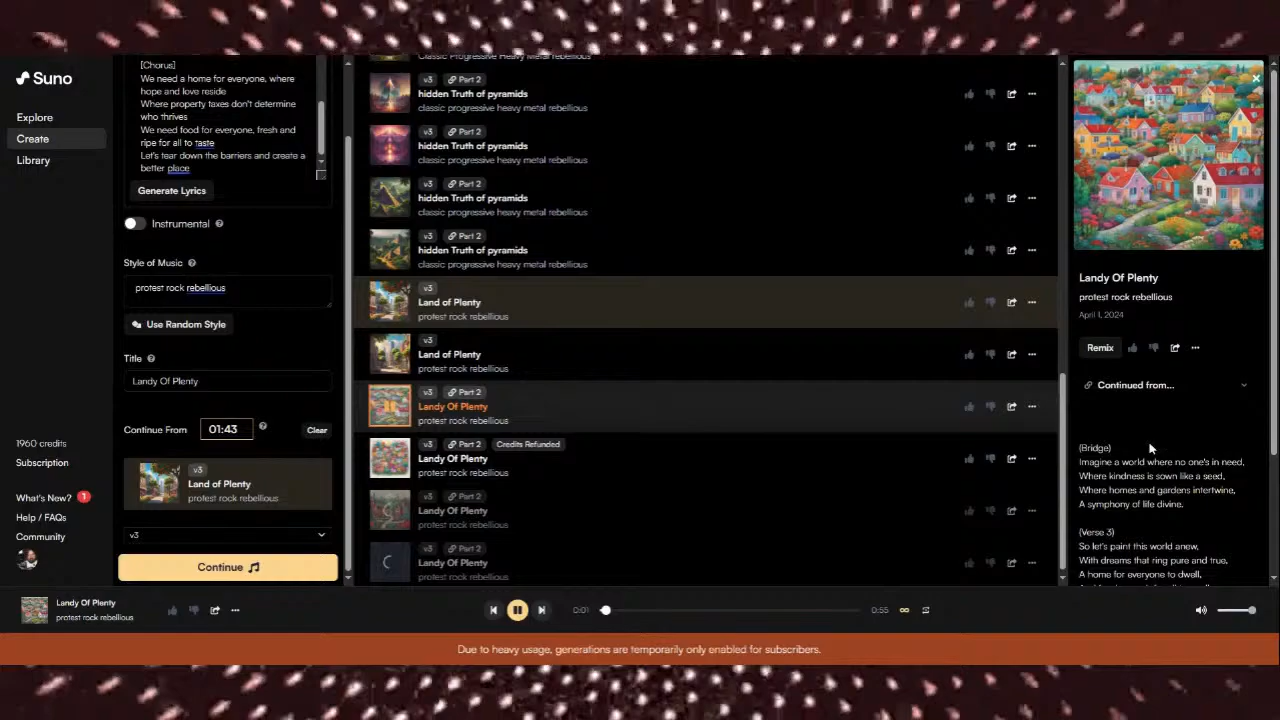 Suno
Explore
Create
Library
1960 credits
Subscription
What's New? 1
Help / FAQs
Community
[Chorus]
We need a home for everyone, where
hope and love reside
Where property taxes don't determine
who thrives
We need food for everyone, fresh and
ripe for all to taste
Let's tear down the barriers and create a
better place
Generate Lyrics
Instrumental
Style of Music
protest rock rebellious
Use Random Style
Title
Landy Of Plenty
Continue From 01:43 Clear
v3
Land of Plenty
protest rock rebellious
v3
Continue
Classic Progressive Heavy Metal rebellious
v3 Part 2
hidden Truth of pyramids
classic progressive heavy metal rebellious
v3 Part 2
hidden Truth of pyramids
classic progressive heavy metal rebellious
v3 Part 2
hidden Truth of pyramids
classic progressive heavy metal rebellious
v3 Part 2
hidden Truth of pyramids
classic progressive heavy metal rebellious
v3
Land of Plenty
protest rock rebellious
v3
Land of Plenty
protest rock rebellious
v3 Part 2
Landy Of Plenty
protest rock rebellious
v3 Part 2 Credits Refunded
Landy Of Plenty
protest rock rebellious
v3 Part 2
Landy Of Plenty
protest rock rebellious
v3 Part 2
Landy Of Plenty
protest rock rebellious
Landy Of Plenty
protest rock rebellious
April 1, 2024
Remix
Continued from...
(Bridge)
Imagine a world where no one's in need,
Where kindness is sown like a seed,
Where homes and gardens intertwine,
A symphony of life divine.
(Verse 3)
So let's paint this world anew,
With dreams that ring pure and true,
A home for everyone to dwell,
Landy Of Plenty
protest rock rebellious
0:01 0:55
Due to heavy usage, generations are temporarily only enabled for subscribers.